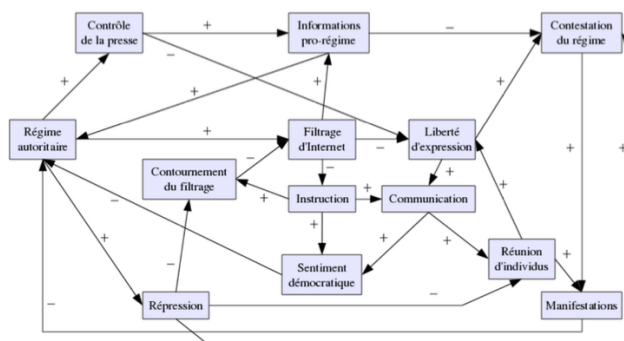 Contrôle
de la presse
+
Informations
pro-régime
−
Contestation
du régime
+
−
+
+
+
+
Régime
autoritaire
+
Filtrage
d'Internet
−
Liberté
d'expression
+
+
Contournement
du filtrage
−
−
+
+
Instruction
+
Communication
+
−
+
+
+
+
Réunion
d'individus
+
+
Sentiment
démocratique
−
−
Répression
−
Manifestations